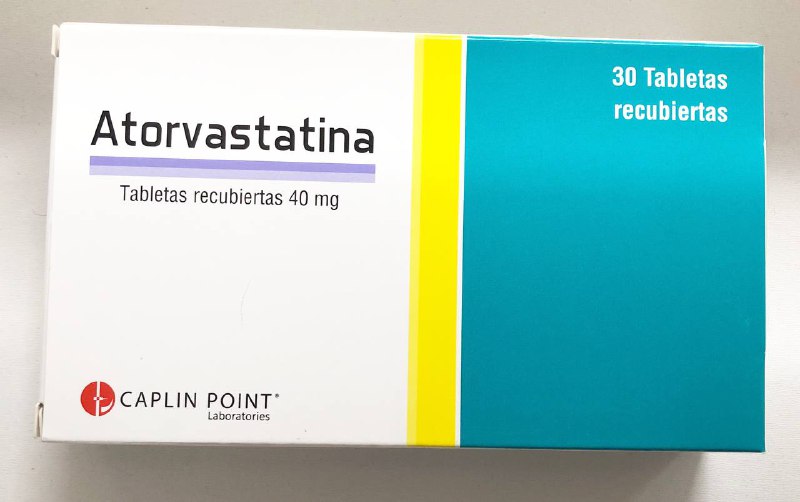 Atorvastatina
Tabletas recubiertas 40 mg
30 Tabletas
recubiertas
CAPLIN POINT®
Laboratories